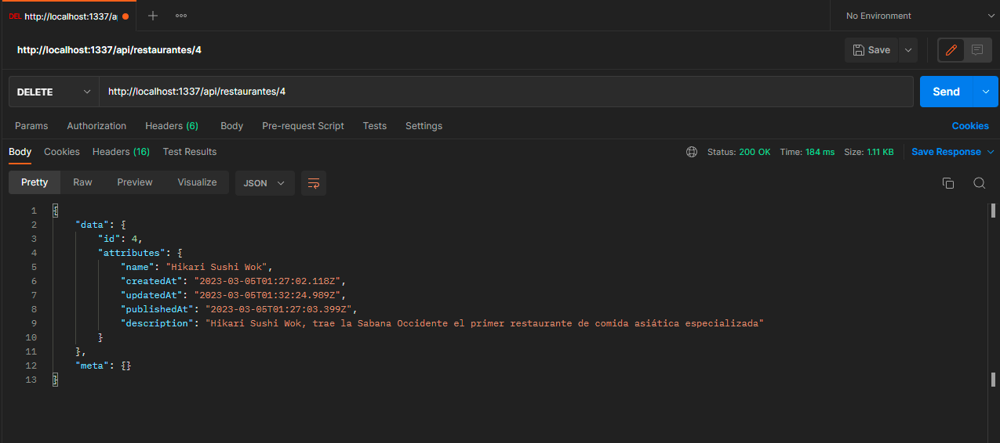 DEL http://localhost:1337/a
No Environment
http://localhost:1337/api/restaurantes/4
Save
DELETE http://localhost:1337/api/restaurantes/4 Send
Params Authorization Headers (6) Body Pre-request Script Tests Settings Cookies
Body Cookies Headers (16) Test Results Status: 200 OK Time: 184 ms Size: 1.11 KB Save Response
Pretty Raw Preview Visualize JSON
1 {
2 "data": {
3 "id": 4,
4 "attributes": {
5 "name": "Hikari Sushi Wok",
6 "createdAt": "2023-03-05T01:27:02.118Z",
7 "updatedAt": "2023-03-05T01:32:24.989Z",
8 "publishedAt": "2023-03-05T01:27:03.399Z",
9 "description": "Hikari Sushi Wok, trae la Sabana Occidente el primer restaurante de comida asiática especializada"
10 }
11 },
12 "meta": {}
13 }